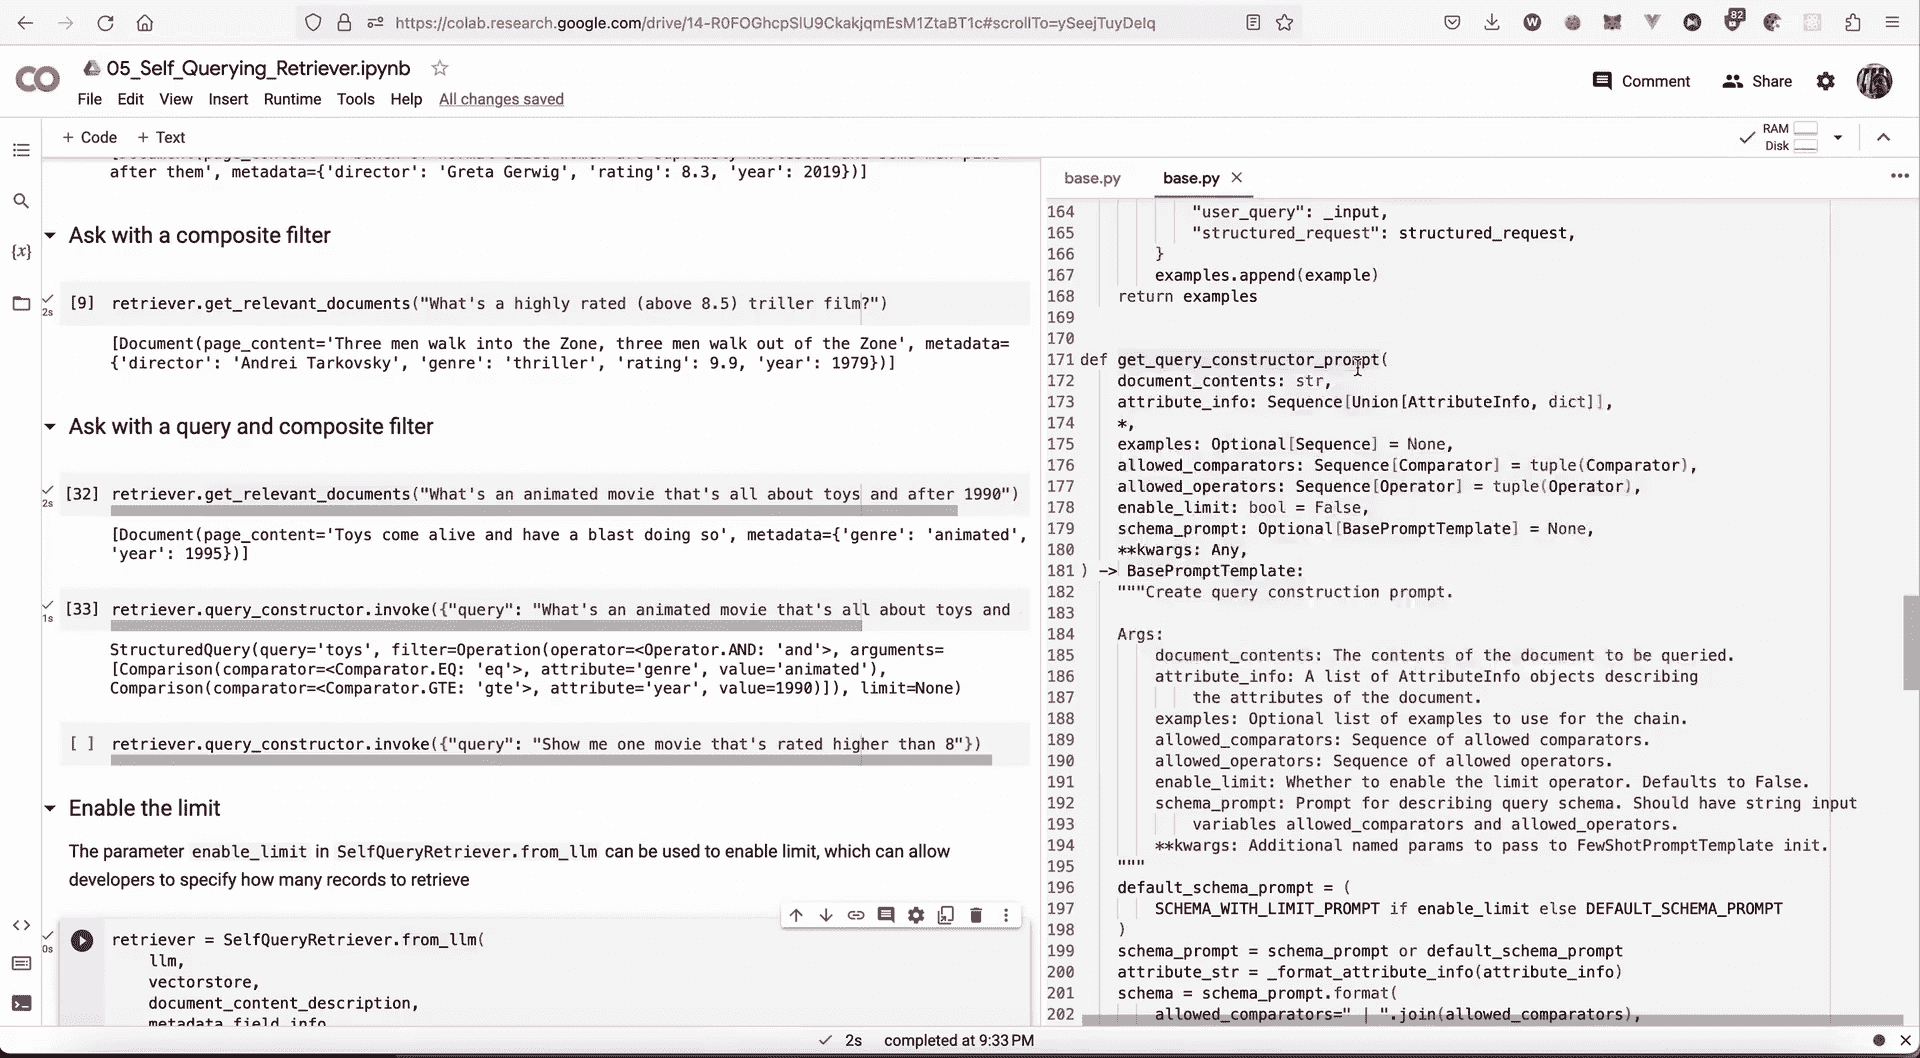 https://colab.research.google.com/drive/14-R0FOGhcpSlU9CkakjqmEsM1ZtaBT1c#scrollTo=ySeejTuyDelq
82
05_Self_Querying_Retriever.ipynb
File Edit View Insert Runtime Tools Help All changes saved
Comment Share
+ Code + Text
RAM
Disk
after them', metadata={'director': 'Greta Gerwig', 'rating': 8.3, 'year': 2019})]
Ask with a composite filter
[9] retriever.get_relevant_documents("What's a highly rated (above 8.5) triller film?")
2s
[Document(page_content='Three men walk into the Zone, three men walk out of the Zone', metadata=
{'director': 'Andrei Tarkovsky', 'genre': 'thriller', 'rating': 9.9, 'year': 1979})]
Ask with a query and composite filter
[32] retriever.get_relevant_documents("What's an animated movie that's all about toys and after 1990")
2s
[Document(page_content='Toys come alive and have a blast doing so', metadata={'genre': 'animated',
'year': 1995})]
[33] retriever.query_constructor.invoke({"query": "What's an animated movie that's all about toys and
1s
StructuredQuery(query='toys', filter=Operation(operator=<Operator.AND: 'and'>, arguments=
[Comparison(comparator=<Comparator.EQ: 'eq'>, attribute='genre', value='animated'),
Comparison(comparator=<Comparator.GTE: 'gte'>, attribute='year', value=1990)]), limit=None)
[ ] retriever.query_constructor.invoke({"query": "Show me one movie that's rated higher than 8"})
Enable the limit
The parameter enable_limit in SelfQueryRetriever.from_llm can be used to enable limit, which can allow
developers to specify how many records to retrieve
0s
retriever = SelfQueryRetriever.from_llm(
llm,
vectorstore,
document_content_description,
metadata_field_info
base.py base.py
164 "user_query": _input,
165 "structured_request": structured_request,
166 }
167 examples.append(example)
168 return examples
169
170
171 def get_query_constructor_prompt(
172 document_contents: str,
173 attribute_info: Sequence[Union[AttributeInfo, dict]],
174 *,
175 examples: Optional[Sequence] = None,
176 allowed_comparators: Sequence[Comparator] = tuple(Comparator),
177 allowed_operators: Sequence[Operator] = tuple(Operator),
178 enable_limit: bool = False,
179 schema_prompt: Optional[BasePromptTemplate] = None,
180 **kwargs: Any,
181 ) -> BasePromptTemplate:
182 """Create query construction prompt.
183
184 Args:
185 document_contents: The contents of the document to be queried.
186 attribute_info: A list of AttributeInfo objects describing
187 the attributes of the document.
188 examples: Optional list of examples to use for the chain.
189 allowed_comparators: Sequence of allowed comparators.
190 allowed_operators: Sequence of allowed operators.
191 enable_limit: Whether to enable the limit operator. Defaults to False.
192 schema_prompt: Prompt for describing query schema. Should have string input
193 variables allowed_comparators and allowed_operators.
194 **kwargs: Additional named params to pass to FewShotPromptTemplate init.
195 """
196 default_schema_prompt = (
197 SCHEMA_WITH_LIMIT_PROMPT if enable_limit else DEFAULT_SCHEMA_PROMPT
198 )
199 schema_prompt = schema_prompt or default_schema_prompt
200 attribute_str = _format_attribute_info(attribute_info)
201 schema = schema_prompt.format(
202 allowed_comparators=" | ".join(allowed_comparators),
2s completed at 9:33 PM